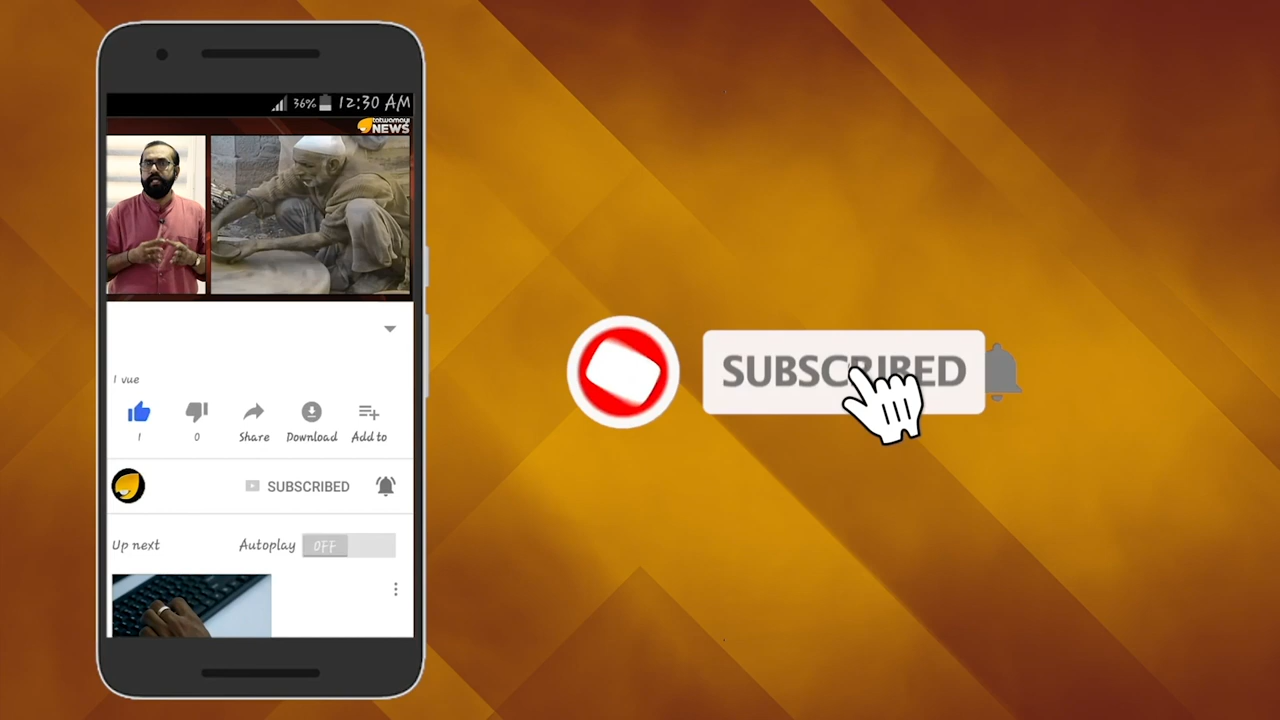 36% 12:30 AM
tatwamayi
NEWS
1 vue
1
0
Share
Download
Add to
SUBSCRIBED
Up next
Autoplay
OFF
SUBSCRIBED